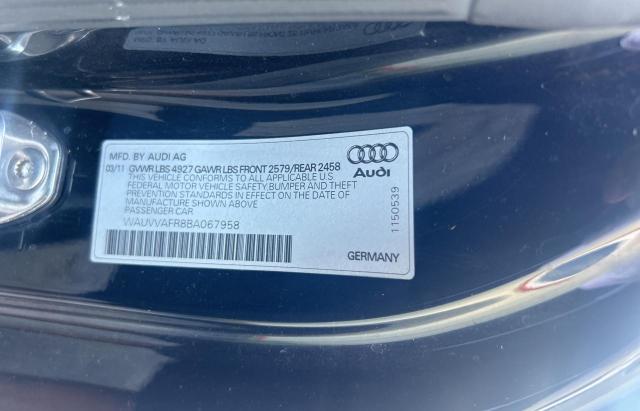 MFD. BY AUDI AG
03/11 GVWR LBS 4927 GAWR LBS FRONT 2579/REAR 2458
THIS VEHICLE CONFORMS TO ALL APPLICABLE U.S.
FEDERAL MOTOR VEHICLE SAFETY,BUMPER AND THEFT
PREVENTION STANDARDS IN EFFECT ON THE DATE OF
MANUFACTURE SHOWN ABOVE
PASSENGER CAR
WAUVVAFR8BA067958
Audi
1150539
GERMANY